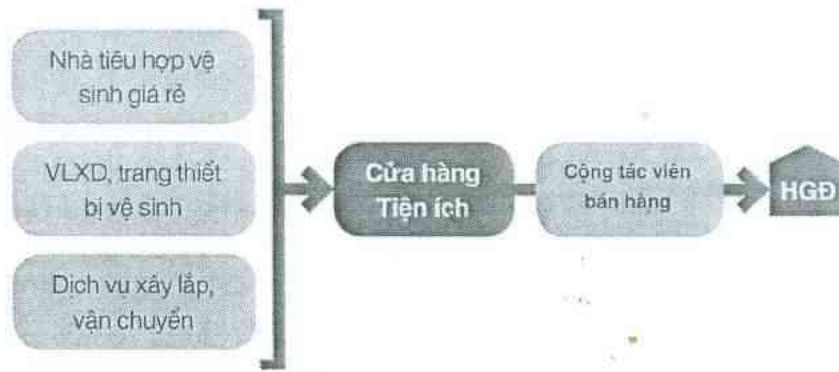 Nhà tiêu hợp vệ
sinh giá rẻ
VLXD, trang thiết
bị vệ sinh
Dịch vụ xây lắp,
vận chuyển
Cửa hàng
Tiện ích
Cộng tác viên
bán hàng
HGĐ